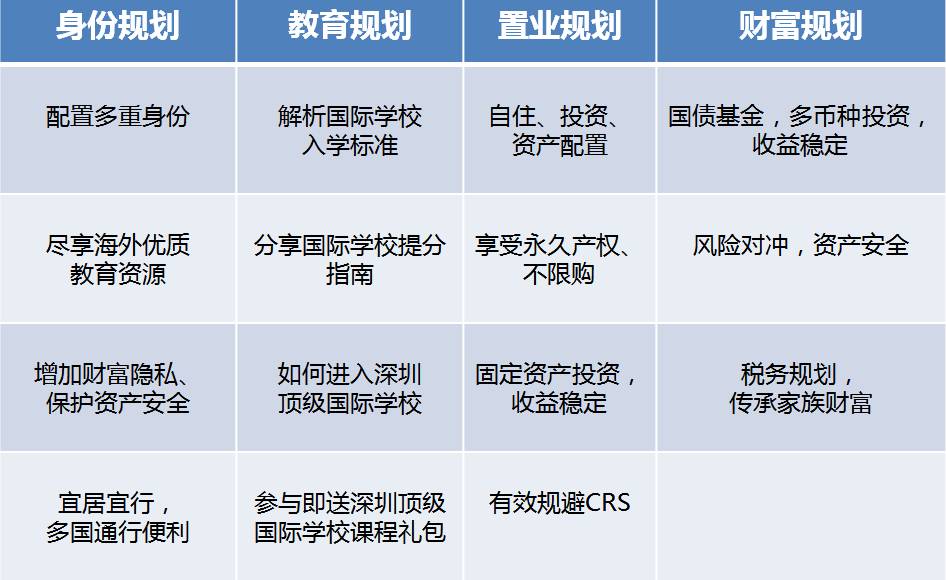 身份规划
教育规划
置业规划
财富规划
配置多重身份
解析国际学校
入学标准
自住、投资、
资产配置
国债基金，多币种投资，
收益稳定
尽享海外优质
教育资源
分享国际学校提分
指南
享受永久产权、
不限购
风险对冲，资产安全
增加财富隐私、
保护资产安全
如何进入深圳
顶级国际学校
固定资产投资，
收益稳定
税务规划，
传承家族财富
宜居宜行，
多国通行便利
参与即送深圳顶级
国际学校课程礼包
有效规避CRS